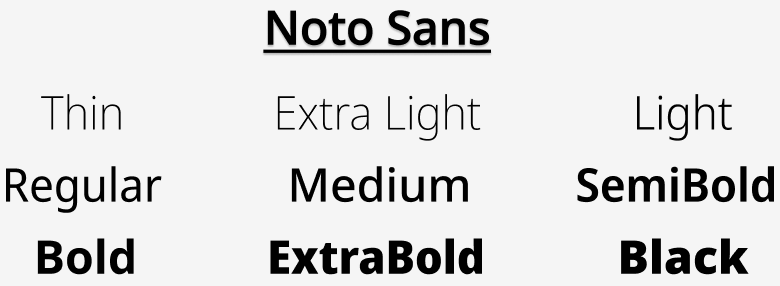 Noto Sans
Thin Extra Light Light
Regular Medium SemiBold
Bold ExtraBold Black